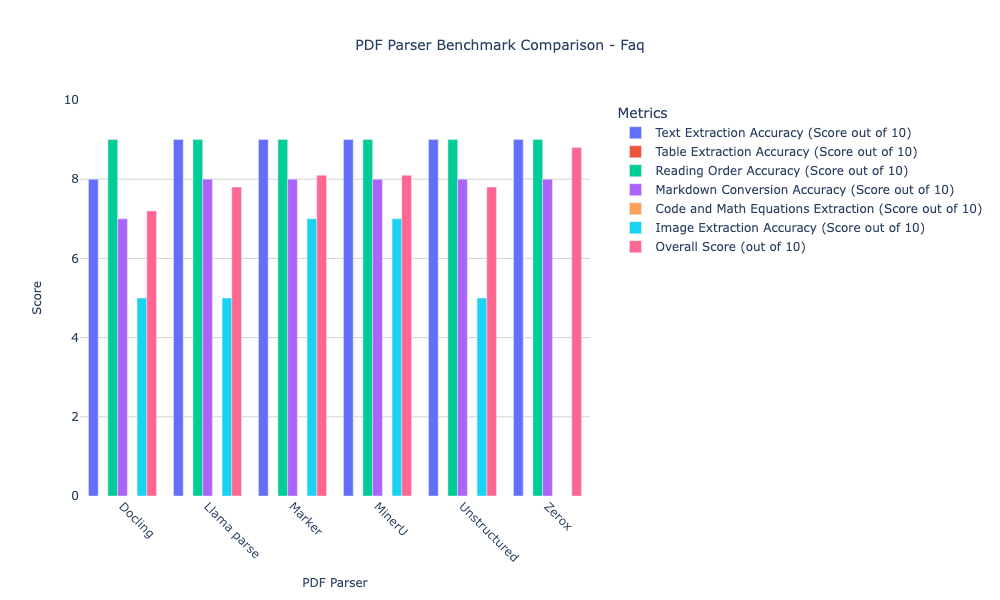 PDF Parser Benchmark Comparison - Faq
10
8
6
4
2
0
Score
Docling
Llama parse
Marker
MinerU
Unstructured
Zerox
PDF Parser
Metrics
Text Extraction Accuracy (Score out of 10)
Table Extraction Accuracy (Score out of 10)
Reading Order Accuracy (Score out of 10)
Markdown Conversion Accuracy (Score out of 10)
Code and Math Equations Extraction (Score out of 10)
Image Extraction Accuracy (Score out of 10)
Overall Score (out of 10)